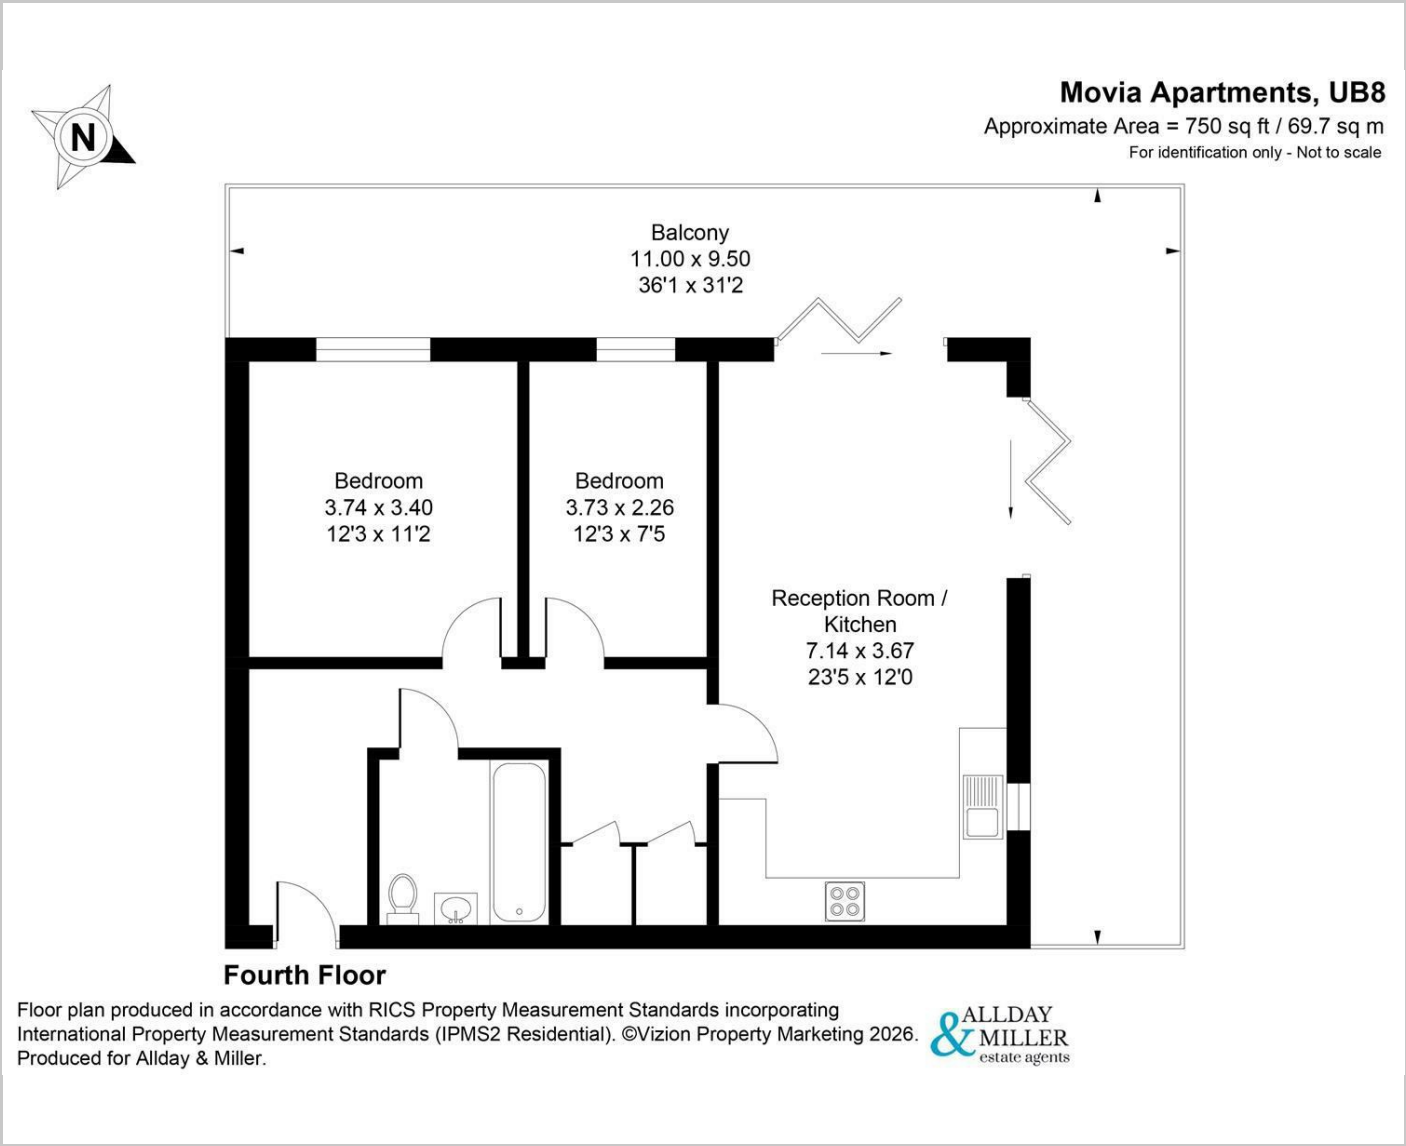 N
Movia Apartments, UB8
Approximate Area = 750 sq ft / 69.7 sq m
For identification only - Not to scale
Balcony
11.00 x 9.50
36'1 x 31'2
Bedroom
3.74 x 3.40
12'3 x 11'2
Bedroom
3.73 x 2.26
12'3 x 7'5
Reception Room /
Kitchen
7.14 x 3.67
23'5 x 12'0
Fourth Floor
Floor plan produced in accordance with RICS Property Measurement Standards incorporating
International Property Measurement Standards (IPMS2 Residential). ©Vizion Property Marketing 2026.
Produced for Allday & Miller.
ALLDAY
& MILLER
estate agents